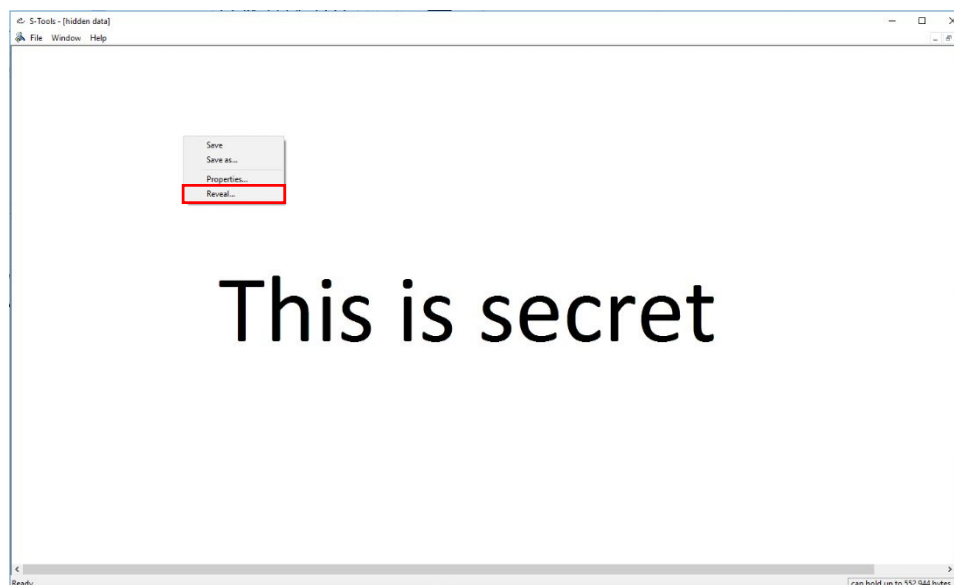 S-Tools - [hidden data]
File Window Help
Save
Save as...
Properties...
Reveal...
This is secret
Ready
can hold up to 552,944 bytes